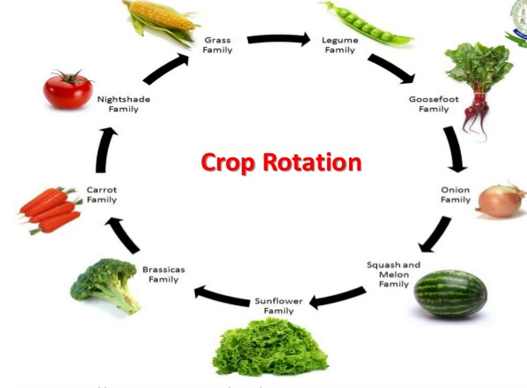 Grass
Family
Legume
Family
Goosefoot
Family
Onion
Family
Squash and
Melon
Family
Sunflower
Family
Brassicas
Family
Carrot
Family
Nightshade
Family
Crop Rotation